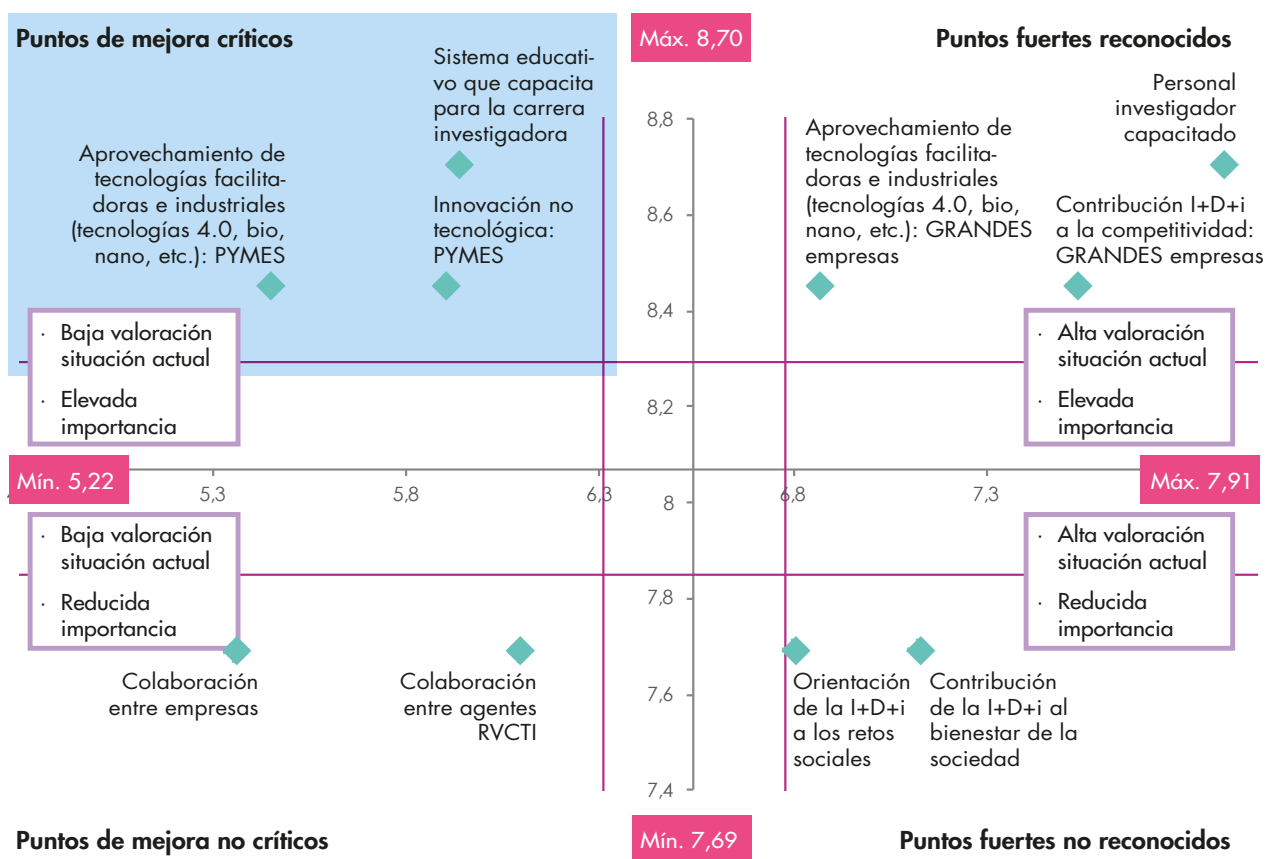 Puntos de mejora críticos
Máx. 8,70
Puntos fuertes reconocidos
Sistema educati-
vo que capacita
para la carrera
investigadora
Aprovechamiento de
tecnologías facilita-
doras e industriales
(tecnologías 4.0, bio,
nano, etc.): PYMES
Innovación no
tecnológica:
PYMES
Aprovechamiento de
tecnologías facilita-
doras e industriales
(tecnologías 4.0, bio,
nano, etc.): GRANDES
empresas
Personal
investigador
capacitado
Contribución I+D+i
a la competitividad:
GRANDES empresas
8,8
8,6
8,4
8,2
8
7,8
7,6
7,4
· Baja valoración
situación actual
· Elevada
importancia
· Alta valoración
situación actual
· Elevada
importancia
Mín. 5,22
5,3
5,8
6,3
6,8
7,3
Máx. 7,91
· Baja valoración
situación actual
· Reducida
importancia
· Alta valoración
situación actual
· Reducida
importancia
Colaboración
entre empresas
Colaboración
entre agentes
RVCTI
Orientación
de la I+D+i
a los retos
sociales
Contribución
de la I+D+i al
bienestar de la
sociedad
Puntos de mejora no críticos
Mín. 7,69
Puntos fuertes no reconocidos